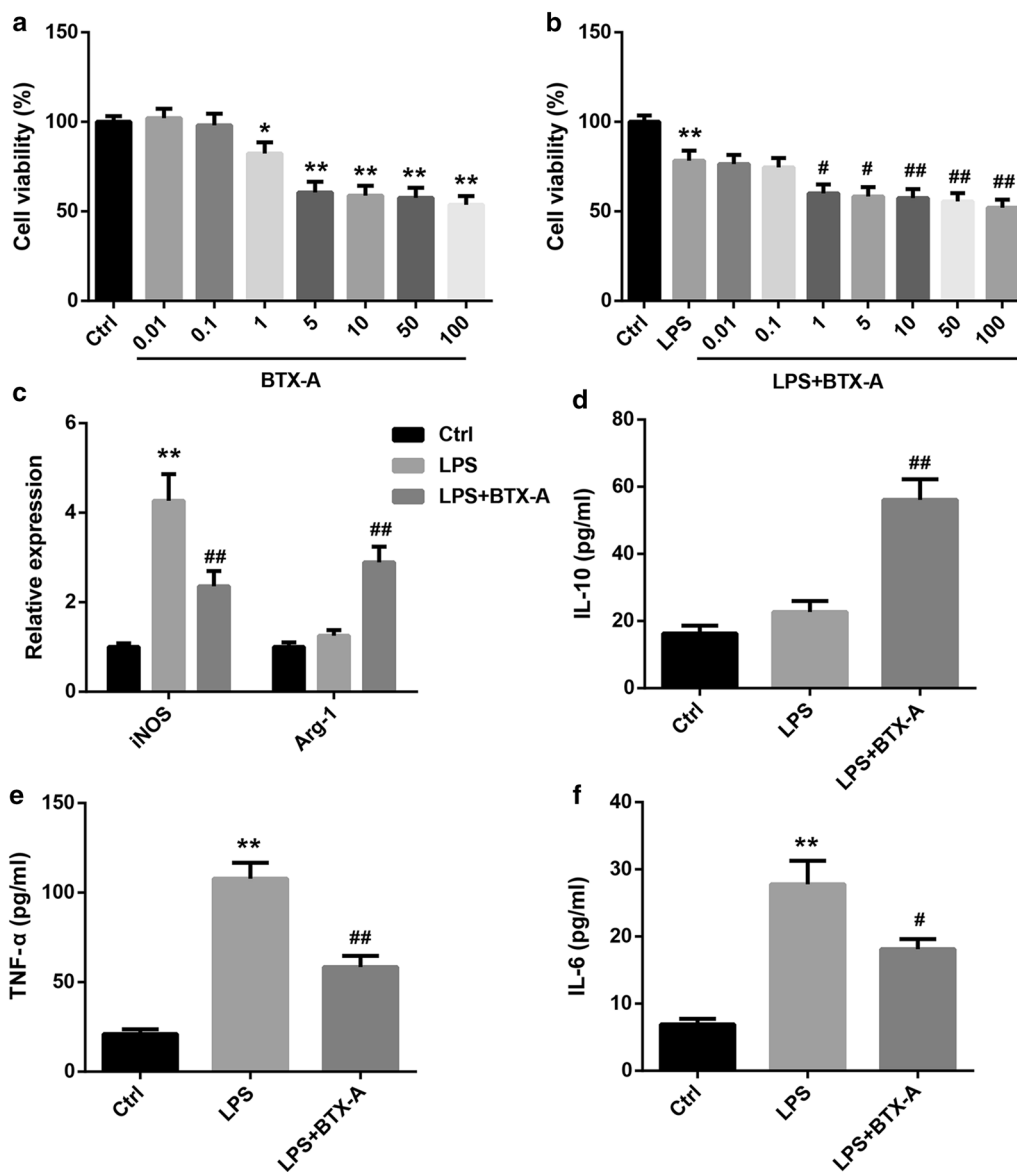 a
Cell viability (%)
150
100
50
0
*
**
**
**
**
Ctrl
0.01
0.1
1
5
10
50
100
BTX-A
b
Cell viability (%)
150
100
50
0
**
#
#
##
##
##
Ctrl
LPS
0.01
0.1
1
5
10
50
100
LPS+BTX-A
c
Relative expression
6
4
2
0
**
##
##
iNOS
Arg-1
Ctrl
LPS
LPS+BTX-A
d
IL-10 (pg/ml)
80
60
40
20
0
##
Ctrl
LPS
LPS+BTX-A
e
TNF-α (pg/ml)
150
100
50
0
**
##
Ctrl
LPS
LPS+BTX-A
f
IL-6 (pg/ml)
40
30
20
10
0
**
#
Ctrl
LPS
LPS+BTX-A